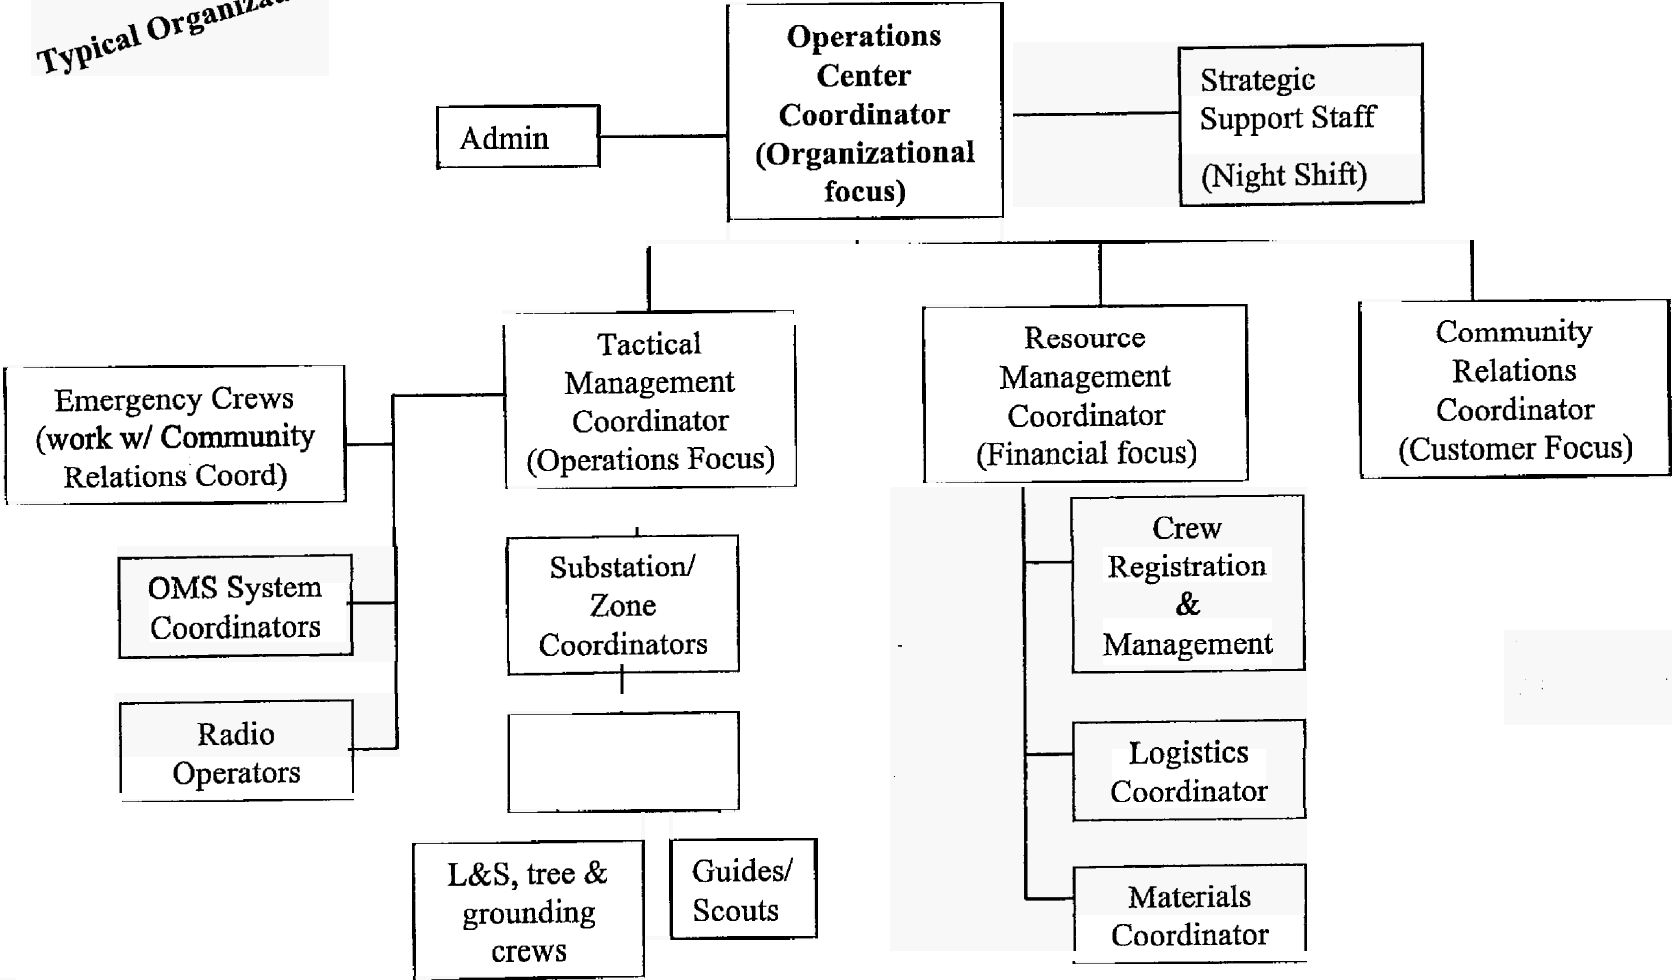 Typical
Operations
Center
Coordinator
(Organizational
focus)
Admin
Strategic
Support Staff
(Night Shift)
Tactical
Management
Coordinator
(Operations Focus)
Resource
Management
Coordinator
(Financial focus)
Community
Relations
Coordinator
(Customer Focus)
Emergency Crews
(work w/ Community
Relations Coord)
OMS System
Coordinators
Radio
Operators
Substation/
Zone
Coordinators
L&S, tree &
grounding
crews
Guides/
Scouts
Crew
Registration
&
Management
Logistics
Coordinator
Materials
Coordinator